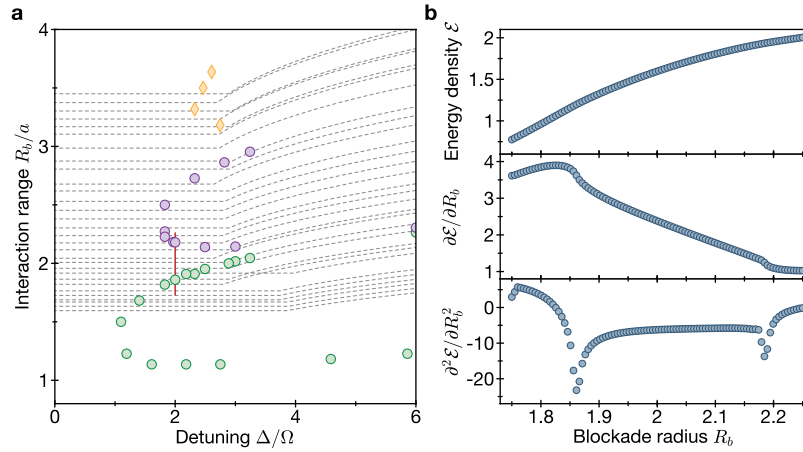 a
Interaction range R_b/a
4
3
2
1
0
2
4
6
Detuning Δ/Ω
b
Energy density ℰ
2
1
∂ℰ/∂R_b
4
3
2
1
∂²ℰ/∂R_b²
0
-10
-20
1.8
1.9
2
2.1
2.2
Blockade radius R_b